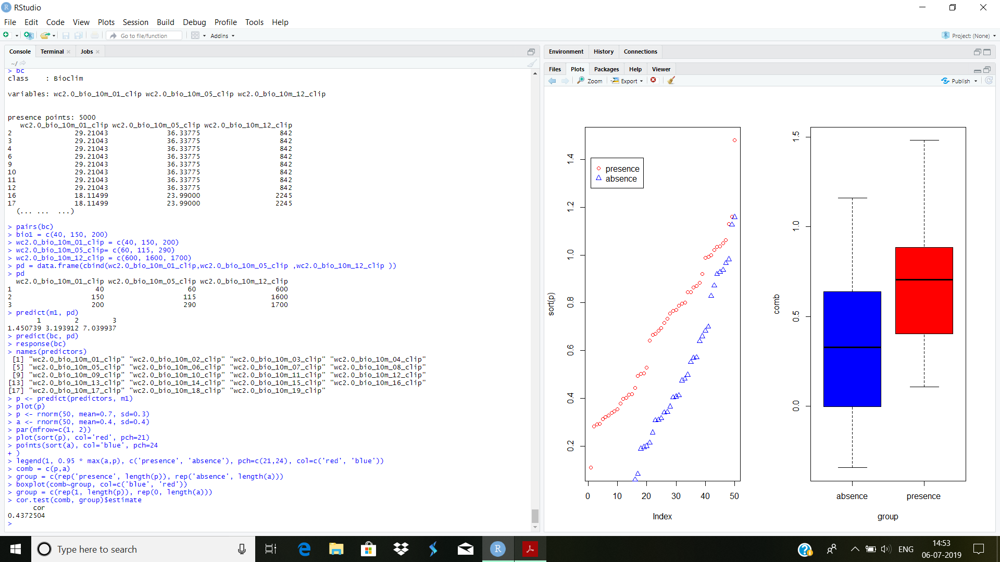 RStudio
File Edit Code View Plots Session Build Debug Profile Tools Help
Go to file/function Addins Project: (None)
Console Terminal Jobs
~/
> bc
class    : Bioclim
variables: wc2.0_bio_10m_01_clip wc2.0_bio_10m_05_clip wc2.0_bio_10m_12_clip
presence points: 5000
   wc2.0_bio_10m_01_clip wc2.0_bio_10m_05_clip wc2.0_bio_10m_12_clip
2                29.21043              36.33775                   842
3                29.21043              36.33775                   842
4                29.21043              36.33775                   842
6                29.21043              36.33775                   842
9                29.21043              36.33775                   842
10               29.21043              36.33775                   842
11               29.21043              36.33775                   842
12               29.21043              36.33775                   842
16               18.11499              23.99000                  2245
17               18.11499              23.99000                  2245
  (... ...  ...)
> pairs(bc)
> bio1 = c(40, 150, 200)
> wc2.0_bio_10m_01_clip = c(40, 150, 200)
> wc2.0_bio_10m_05_clip= c(60, 115, 290)
> wc2.0_bio_10m_12_clip = c(600, 1600, 1700)
> pd = data.frame(cbind(wc2.0_bio_10m_01_clip,wc2.0_bio_10m_05_clip ,wc2.0_bio_10m_12_clip ))
> pd
  wc2.0_bio_10m_01_clip wc2.0_bio_10m_05_clip wc2.0_bio_10m_12_clip
1                    40                    60                   600
2                   150                   115                  1600
3                   200                   290                  1700
> predict(m1, pd)
       1        2        3
1.450739 3.193912 7.039937
> predict(bc, pd)
> response(bc)
> names(predictors)
 [1] "wc2.0_bio_10m_01_clip" "wc2.0_bio_10m_02_clip" "wc2.0_bio_10m_03_clip" "wc2.0_bio_10m_04_clip"
 [5] "wc2.0_bio_10m_05_clip" "wc2.0_bio_10m_06_clip" "wc2.0_bio_10m_07_clip" "wc2.0_bio_10m_08_clip"
 [9] "wc2.0_bio_10m_09_clip" "wc2.0_bio_10m_10_clip" "wc2.0_bio_10m_11_clip" "wc2.0_bio_10m_12_clip"
[13] "wc2.0_bio_10m_13_clip" "wc2.0_bio_10m_14_clip" "wc2.0_bio_10m_15_clip" "wc2.0_bio_10m_16_clip"
[17] "wc2.0_bio_10m_17_clip" "wc2.0_bio_10m_18_clip" "wc2.0_bio_10m_19_clip"
> p <- predict(predictors, m1)
> plot(p)
> p <- rnorm(50, mean=0.7, sd=0.3)
> a <- rnorm(50, mean=0.4, sd=0.4)
> par(mfrow=c(1, 2))
> plot(sort(p), col='red', pch=21)
> points(sort(a), col='blue', pch=24
+ )
> legend(1, 0.95 * max(a,p), c('presence', 'absence'), pch=c(21,24), col=c('red', 'blue'))
> comb = c(p,a)
> group = c(rep('presence', length(p)), rep('absence', length(a)))
> boxplot(comb~group, col=c('blue', 'red'))
> group = c(rep(1, length(p)), rep(0, length(a)))
> cor.test(comb, group)$estimate
      cor
0.4372504
>
Environment History Connections
Files Plots Packages Help Viewer
Zoom Export Publish
presence
absence
1.4
1.2
1.0
0.8
0.6
0.4
0.2
sort(p)
0 10 20 30 40 50
Index
1.5
1.0
0.5
0.0
comb
absence presence
group
Type here to search
ENG
14:53
06-07-2019